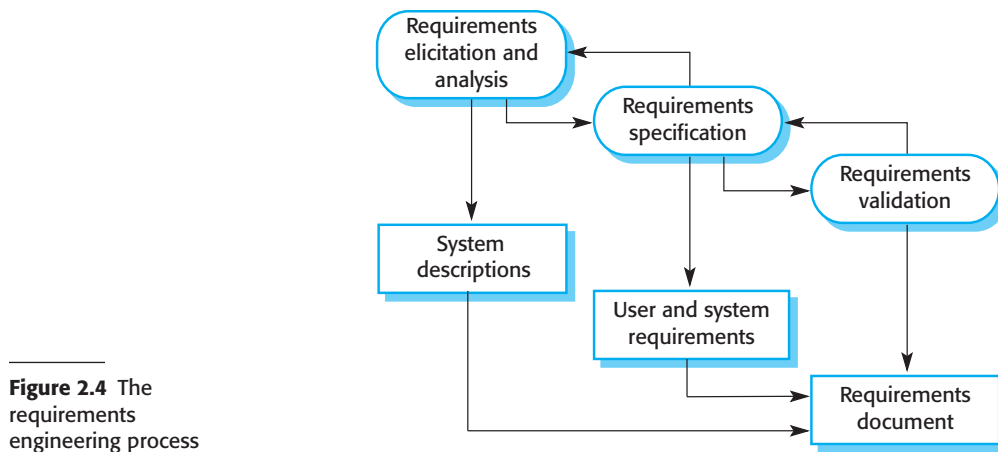 Requirements
elicitation and
analysis
Requirements
specification
Requirements
validation
System
descriptions
User and system
requirements
Requirements
document
Figure 2.4 The
requirements
engineering process